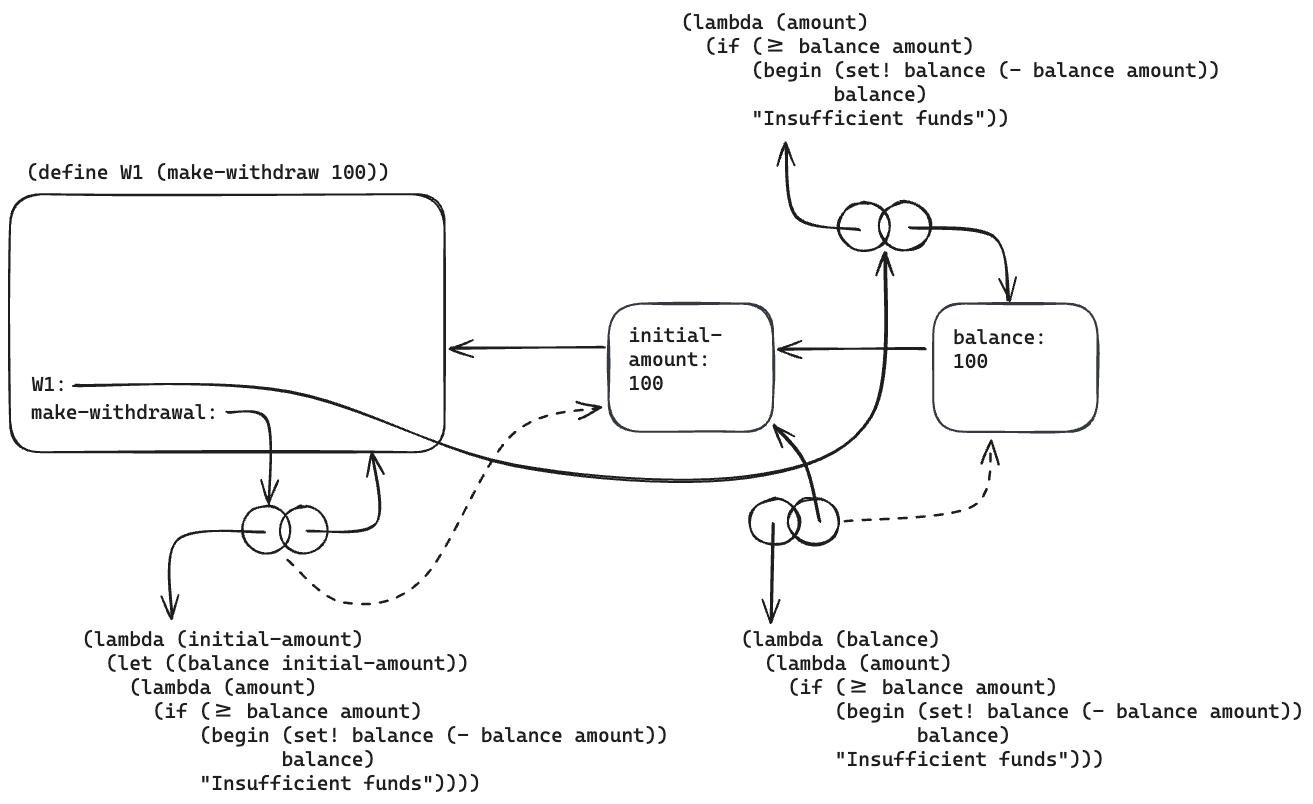 (lambda (amount)
  (if (≥ balance amount)
      (begin (set! balance (- balance amount))
             balance)
      "Insufficient funds"))
(define W1 (make-withdraw 100))
initial-
amount:
100
balance:
100
W1:
make-withdrawal:
(lambda (initial-amount)
  (let ((balance initial-amount))
    (lambda (amount)
      (if (≥ balance amount)
          (begin (set! balance (- balance amount))
                 balance)
          "Insufficient funds"))))
(lambda (balance)
  (lambda (amount)
    (if (≥ balance amount)
        (begin (set! balance (- balance amount))
               balance)
        "Insufficient funds")))